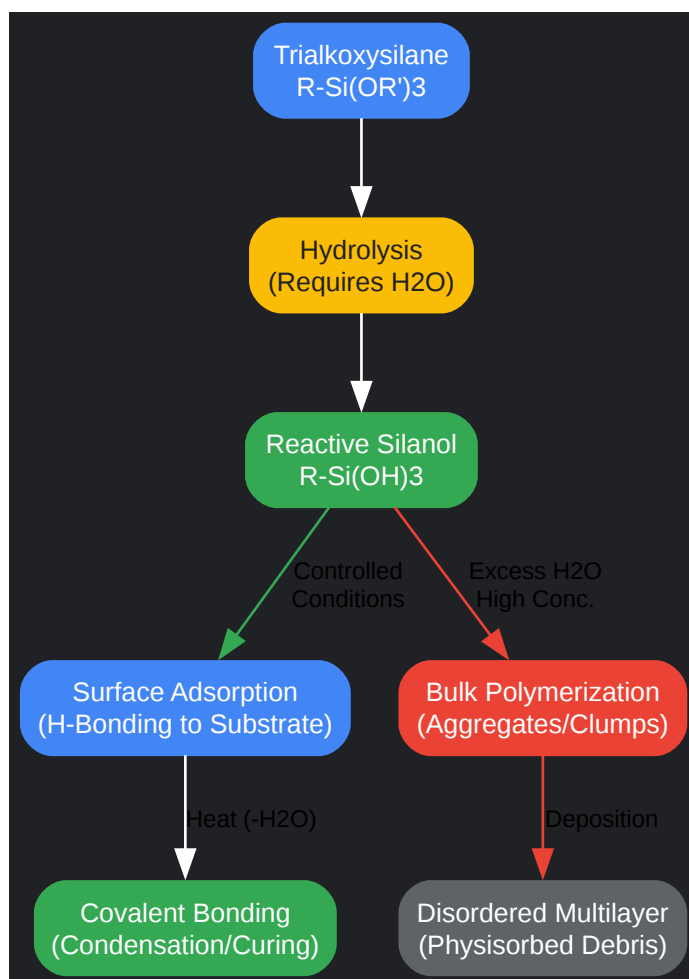 Trialkoxysilane
R-Si(OR')3
Hydrolysis
(Requires H2O)
Reactive Silanol
R-Si(OH)3
Controlled
Conditions
Excess H2O
High Conc.
Surface Adsorption
(H-Bonding to Substrate)
Bulk Polymerization
(Aggregates/Clumps)
Heat (-H2O)
Deposition
Covalent Bonding
(Condensation/Curing)
Disordered Multilayer
(Physisorbed Debris)